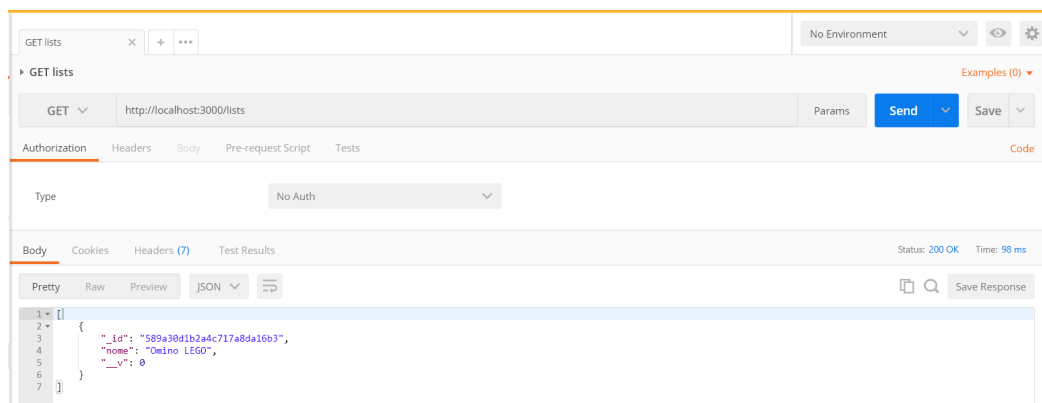 GET lists
No Environment
GET lists
Examples (0)
GET
http://localhost:3000/lists
Params
Send
Save
Authorization Headers Body Pre-request Script Tests
Code
Type
No Auth
Body Cookies Headers (7) Test Results
Status: 200 OK Time: 98 ms
Pretty Raw Preview JSON
Save Response
1 [
2 {
3 "_id": "589a30d1b2a4c717a8da16b3",
4 "nome": "Omino LEGO",
5 "__v": 0
6 }
7 ]